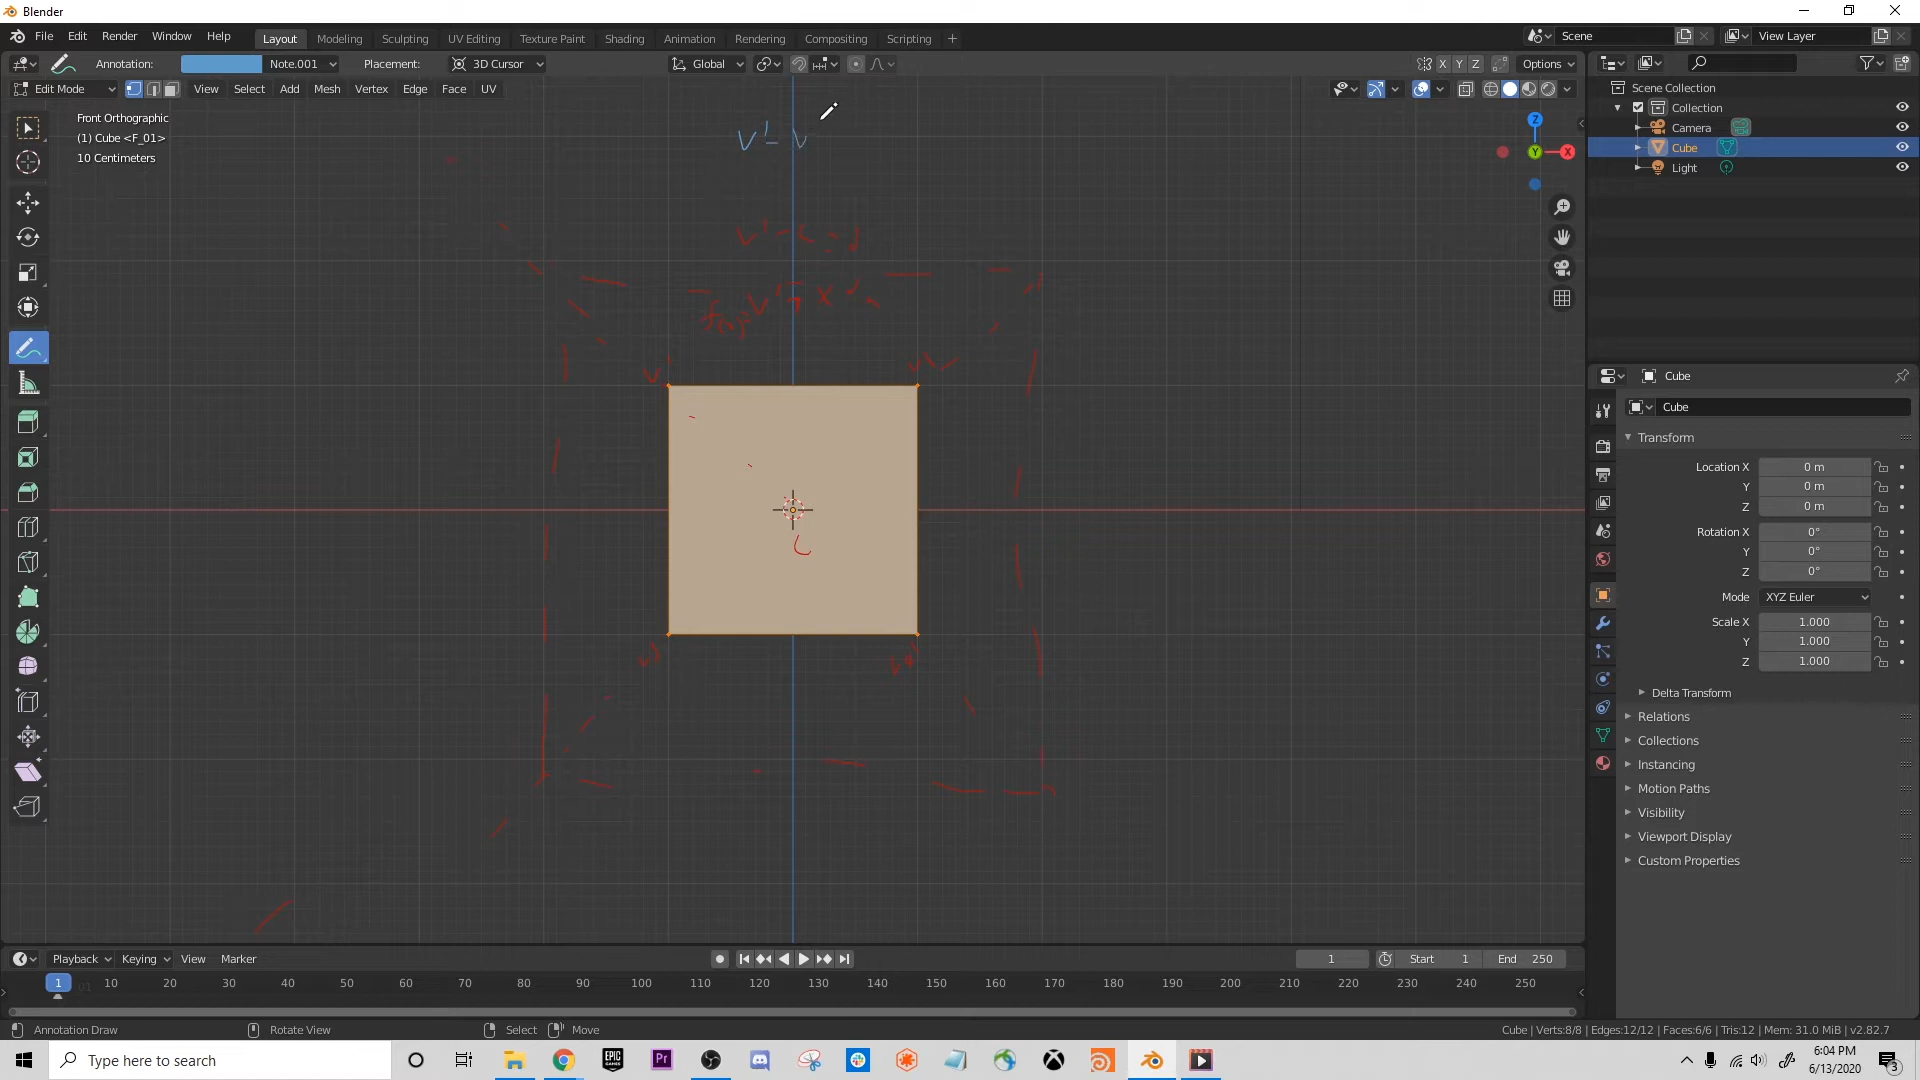 Blender
File Edit Render Window Help
Layout Modeling Sculpting UV Editing Texture Paint Shading Animation Rendering Compositing Scripting +
Scene
View Layer
Annotation: Note.001 Placement: 3D Cursor
Global
X Y Z Options
Edit Mode View Select Add Mesh Vertex Edge Face UV
Front Orthographic
(1) Cube <F_01>
10 Centimeters
Z
Y
X
Scene Collection
Collection
Camera
Cube
Light
Cube
Cube
Transform
Location X 0 m
Y 0 m
Z 0 m
Rotation X 0°
Y 0°
Z 0°
Mode XYZ Euler
Scale X 1.000
Y 1.000
Z 1.000
Delta Transform
Relations
Collections
Instancing
Motion Paths
Visibility
Viewport Display
Custom Properties
Playback Keying View Marker
1 Start 1 End 250
1 10 20 30 40 50 60 70 80 90 100 110 120 130 140 150 160 170 180 190 200 210 220 230 240 250
Annotation Draw Rotate View Select Move
Cube | Verts:8/8 | Edges:12/12 | Faces:6/6 | Tris:12 | Mem: 31.0 MiB | v2.82.7
Type here to search
EPIC GAMES
Pr
6:04 PM
6/13/2020
3